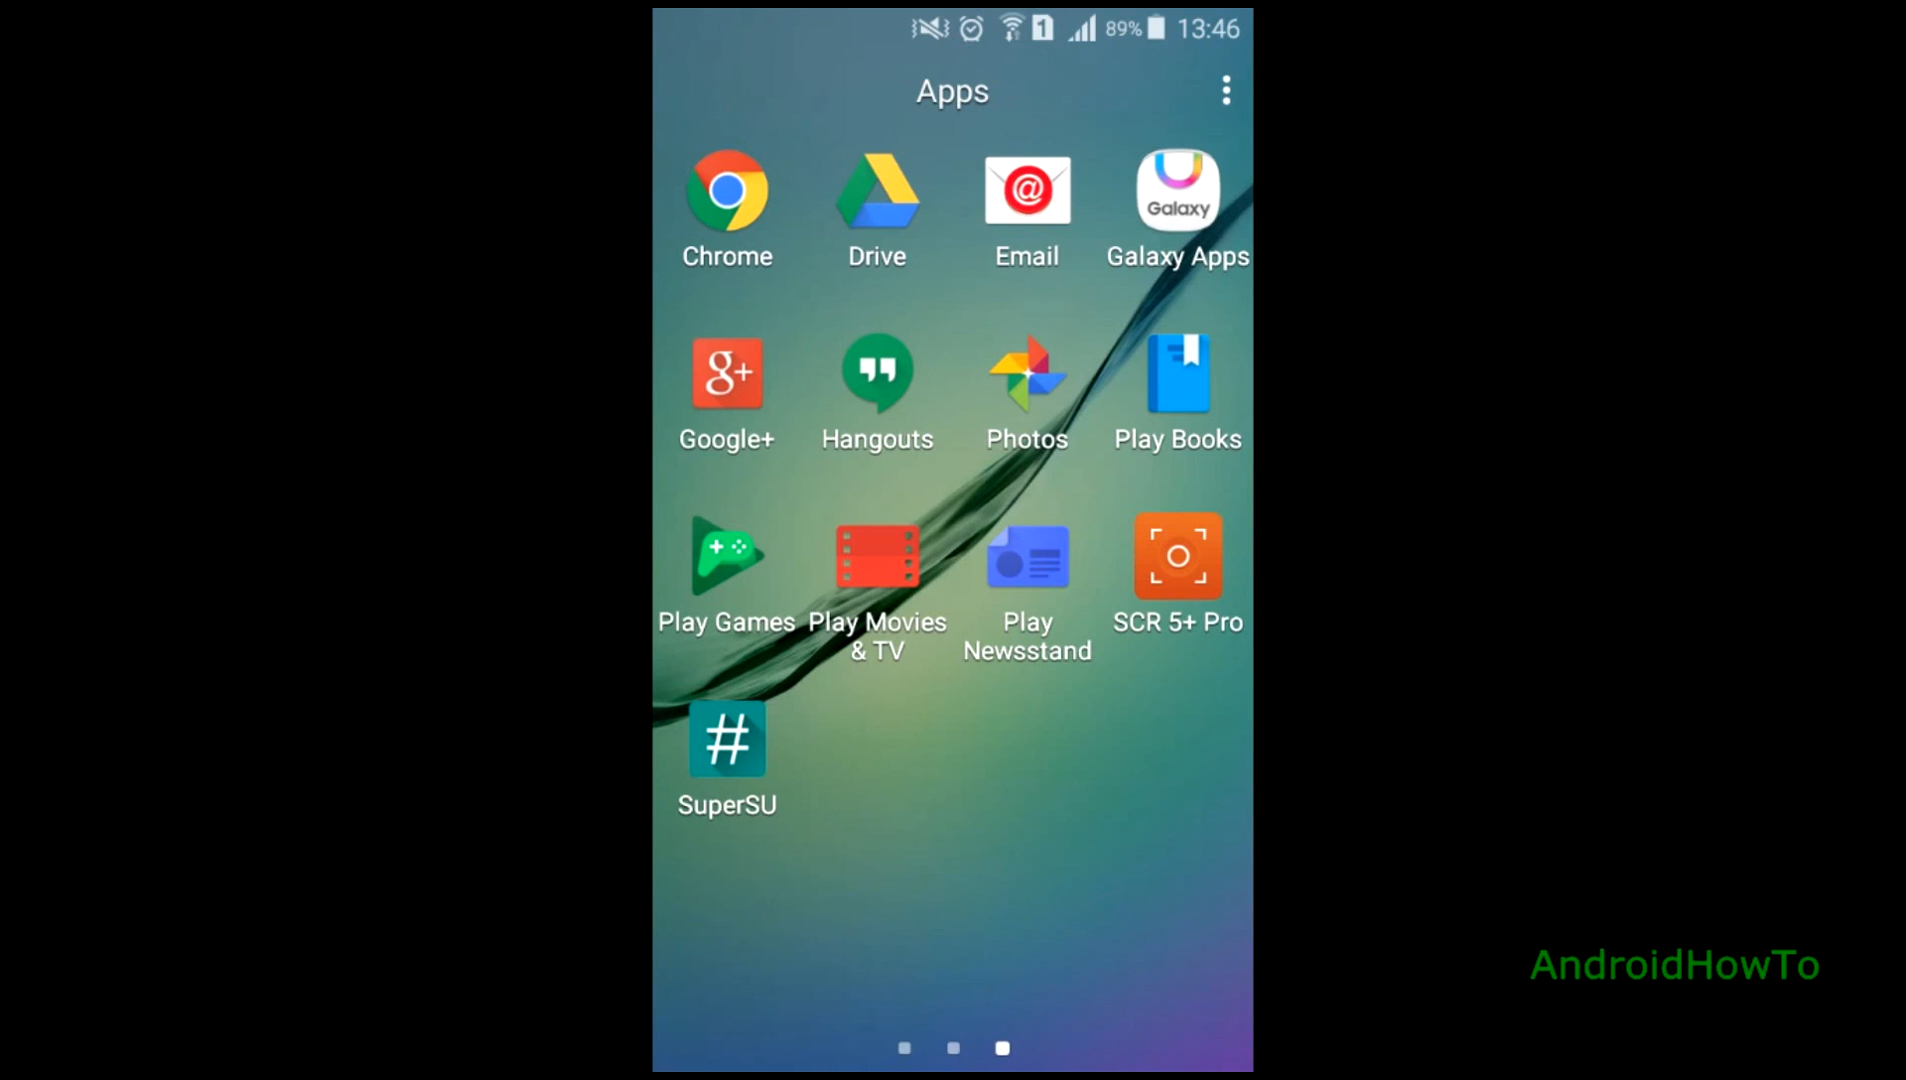 1 89% 13:46
Apps
Galaxy
Chrome Drive Email Galaxy Apps
g+
Google+ Hangouts Photos Play Books
Play Games Play Movies & TV Play Newsstand SCR 5+ Pro
#
SuperSU
AndroidHowTo